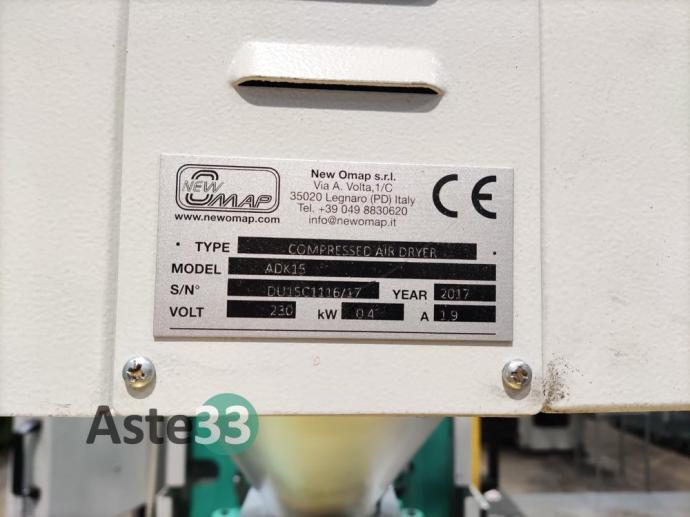 NEW OMAP
www.newomap.com
New Omap s.r.l.
Via A. Volta,1/C
35020 Legnaro (PD) Italy
Tel. +39 049 8830620
info@newomap.it
CE
TYPE COMPRESSED AIR DRYER
MODEL ADK15
S/N° DU15C1116/17 YEAR 2017
VOLT 230 kW 0.4 A 1.9
Aste33